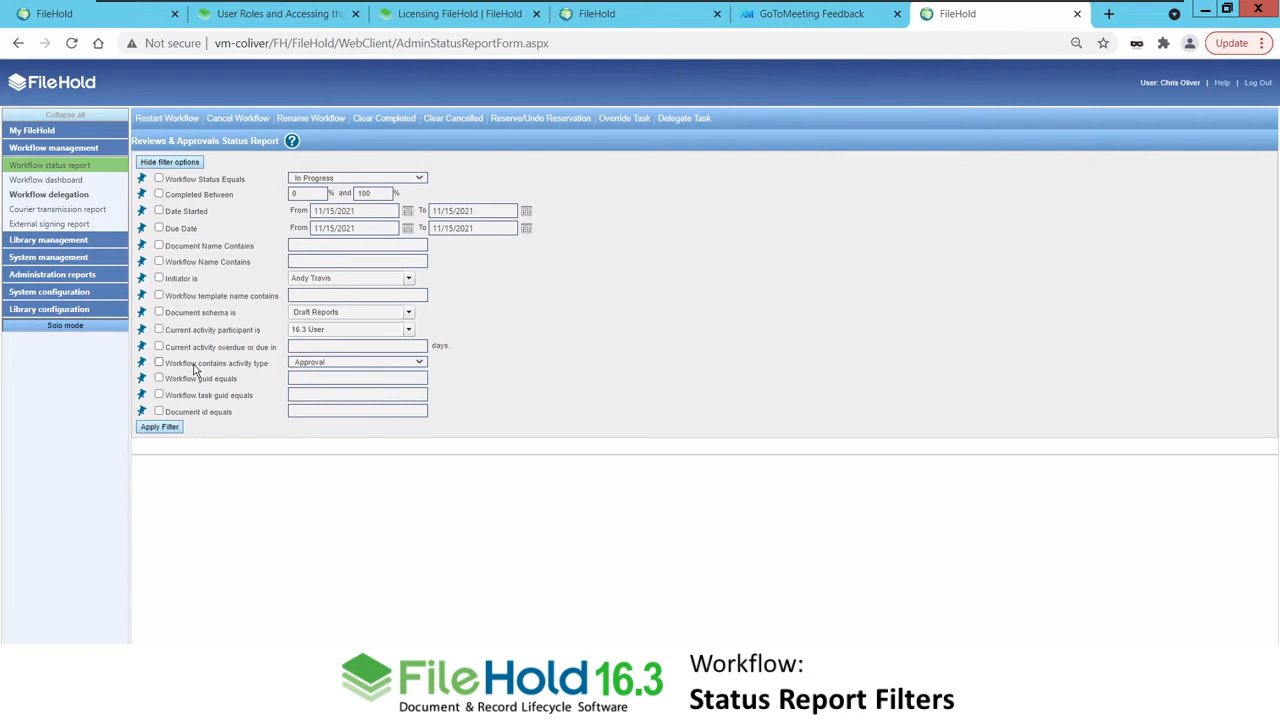 FileHold
User Roles and Accessing the
Licensing FileHold | FileHold
FileHold
GoToMeeting Feedback
FileHold
Not secure | vm-coliver/FH/FileHold/WebClient/AdminStatusReportForm.aspx
Update
FileHold
User: Chris Oliver | Help | Log Out
Collapse all
My FileHold
Workflow management
Workflow status report
Workflow dashboard
Workflow delegation
Courier transmission report
External signing report
Library management
System management
Administration reports
System configuration
Library configuration
Solo mode
Restart Workflow | Cancel Workflow | Rename Workflow | Clear Completed | Clear Cancelled | Reserve/Undo Reservation | Override Task | Delegate Task
Reviews & Approvals Status Report ?
Hide filter options
Workflow Status Equals In Progress
Completed Between 0 % and 100 %
Date Started From 11/15/2021 To 11/15/2021
Due Date From 11/15/2021 To 11/15/2021
Document Name Contains
Workflow Name Contains
Initiator is Andy Travis
Workflow template name contains
Document schema is Draft Reports
Current activity participant is 16.3 User
Current activity overdue or due in days.
Workflow contains activity type Approval
Workflow guid equals
Workflow task guid equals
Document id equals
Apply Filter
FileHold 16.3
Document & Record Lifecycle Software
Workflow:
Status Report Filters